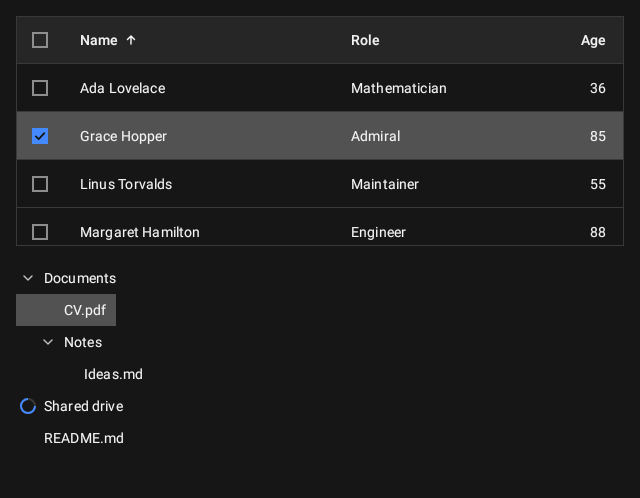 Name Role Age
Ada Lovelace Mathematician 36
Grace Hopper Admiral 85
Linus Torvalds Maintainer 55
Margaret Hamilton Engineer 88
Documents
CV.pdf
Notes
Ideas.md
Shared drive
README.md